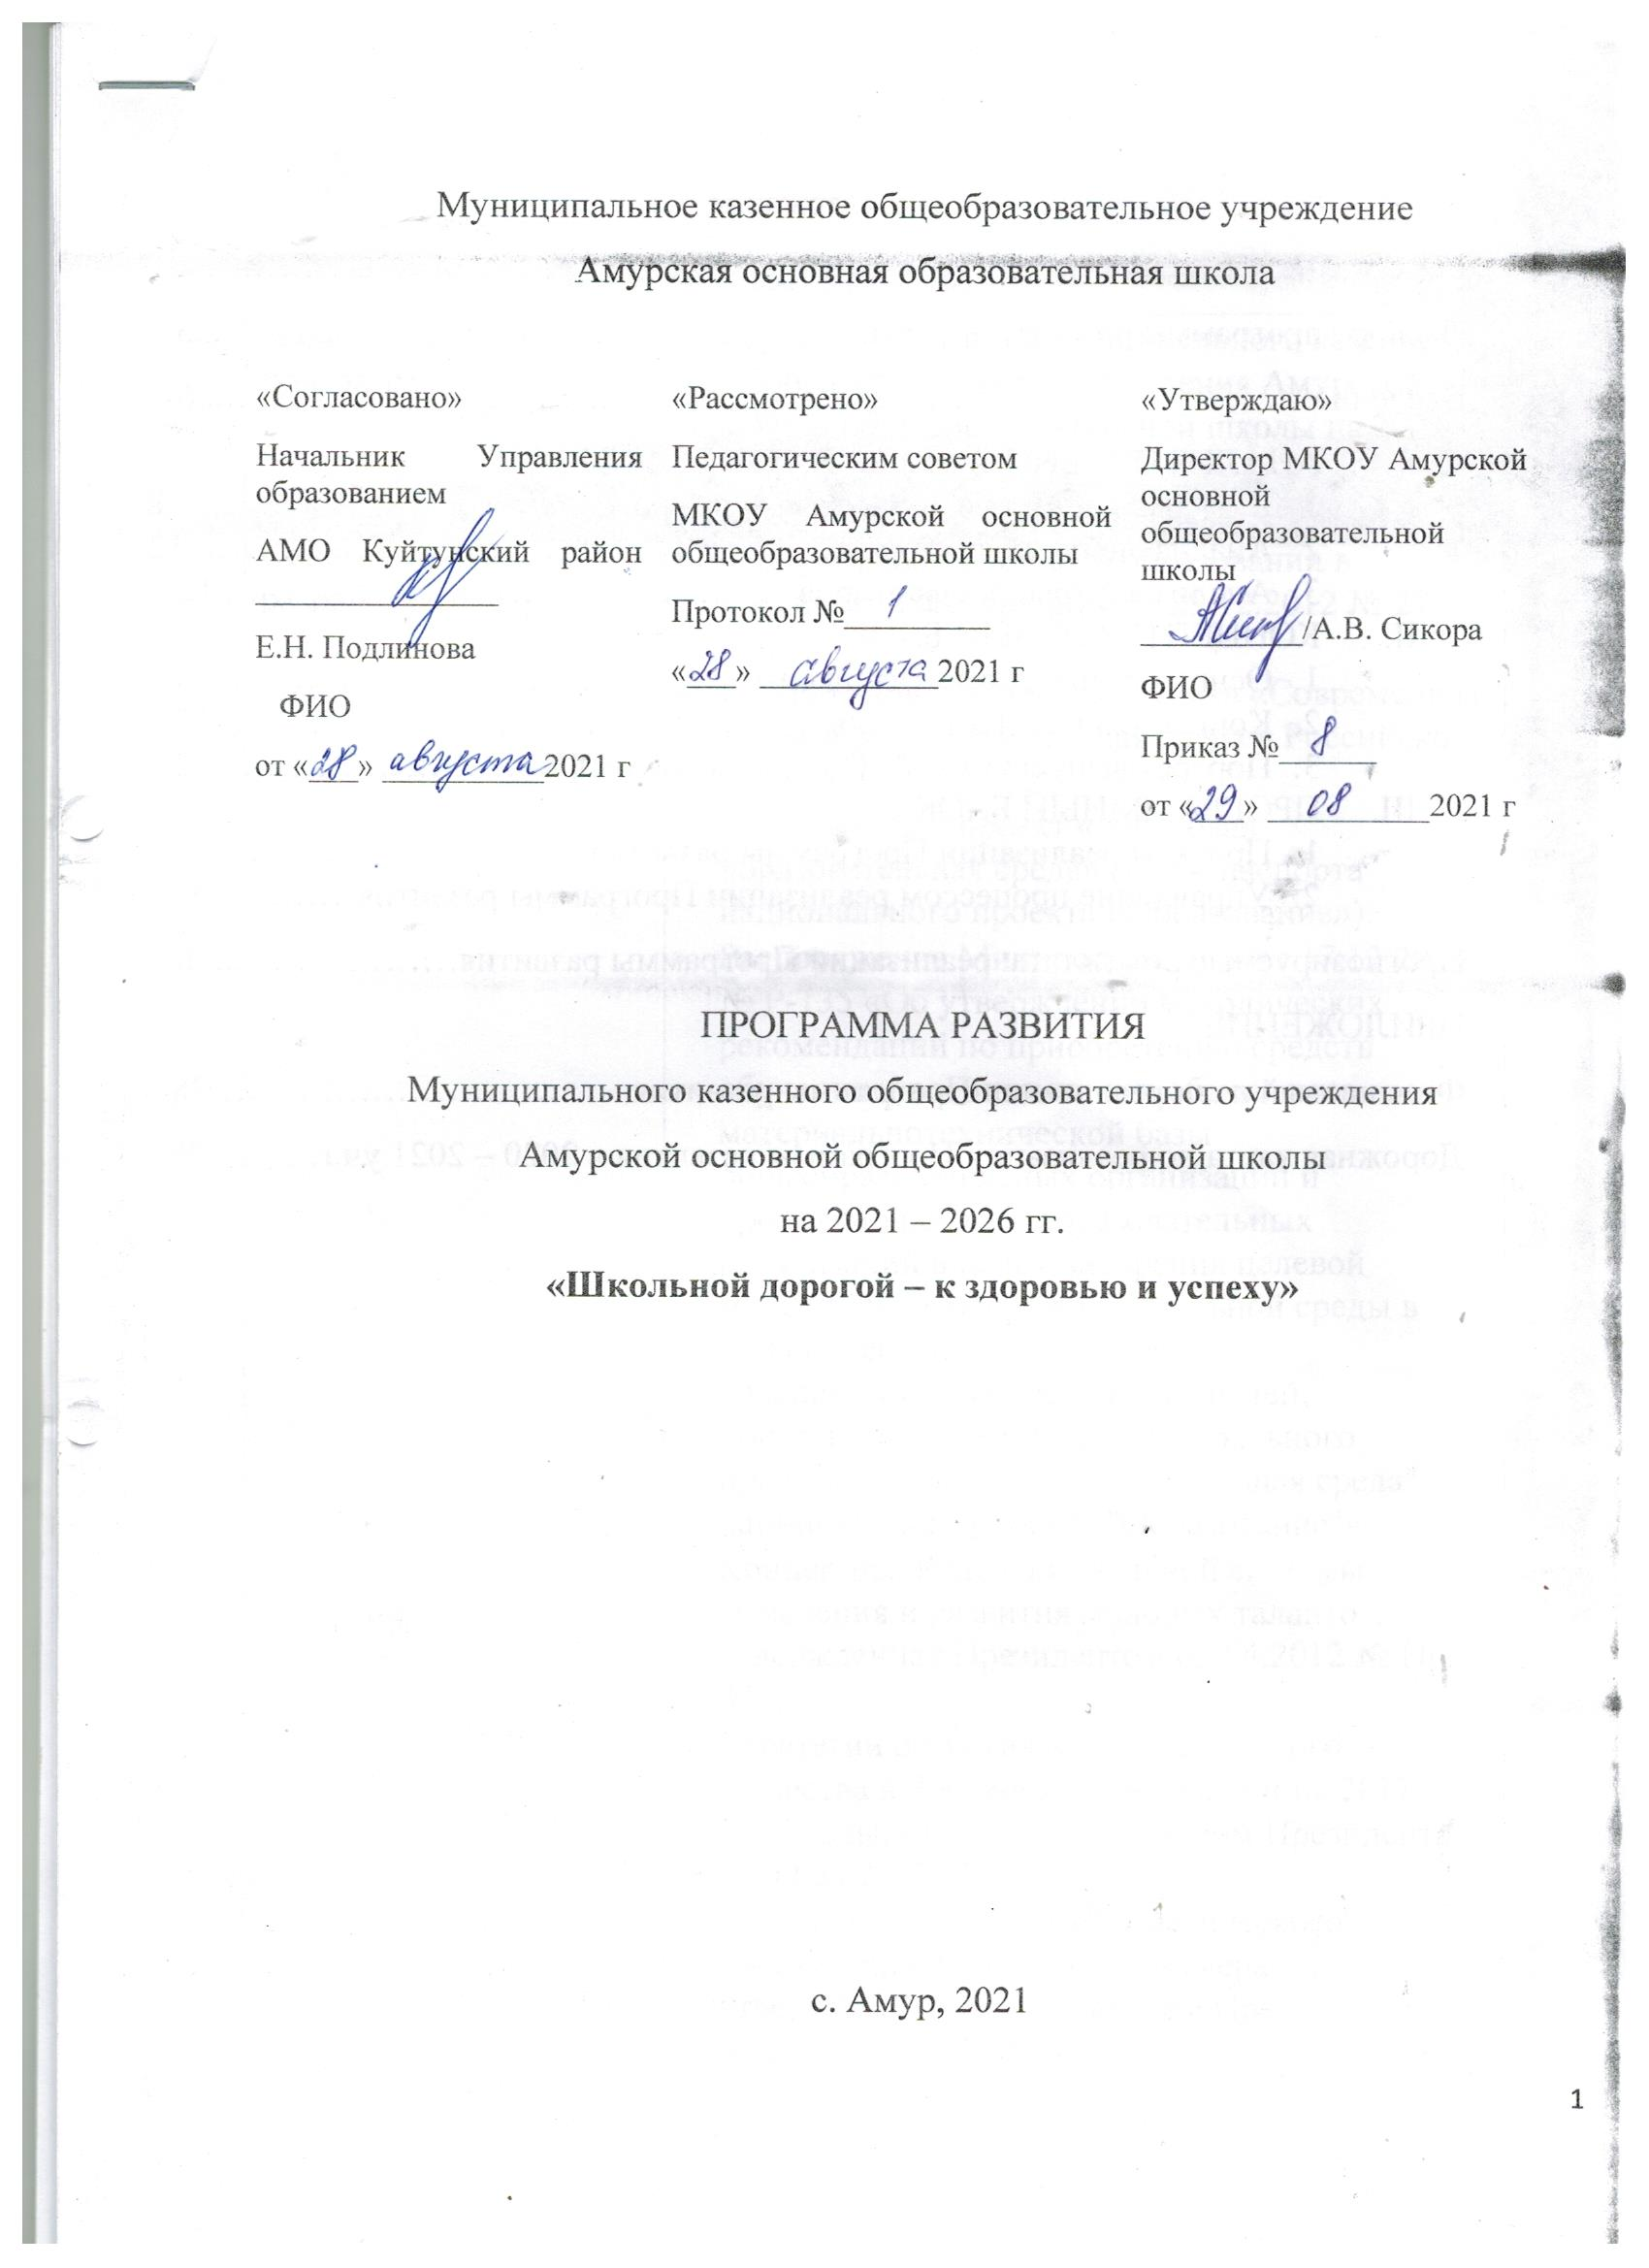 Муниципальное казенное общеобразовательное учреждение
Амурская основная образовательная школа
«Согласовано»
Начальник Управления
образованием
АМО Куйтунский район
_______________
Е.Н. Подлинова
ФИО
от «28» августа 2021 г
«Рассмотрено»
Педагогическим советом
МКОУ Амурской основной
общеобразовательной школы
Протокол № 1
«28» августа 2021 г
«Утверждаю»
Директор МКОУ Амурской
основной
общеобразовательной
школы
__________/А.В. Сикора
ФИО
Приказ № 8
от «29» 08 2021 г
ПРОГРАММА РАЗВИТИЯ
Муниципального казенного общеобразовательного учреждения
Амурской основной общеобразовательной школы
на 2021 – 2026 гг.
«Школьной дорогой – к здоровью и успеху»
с. Амур, 2021
1